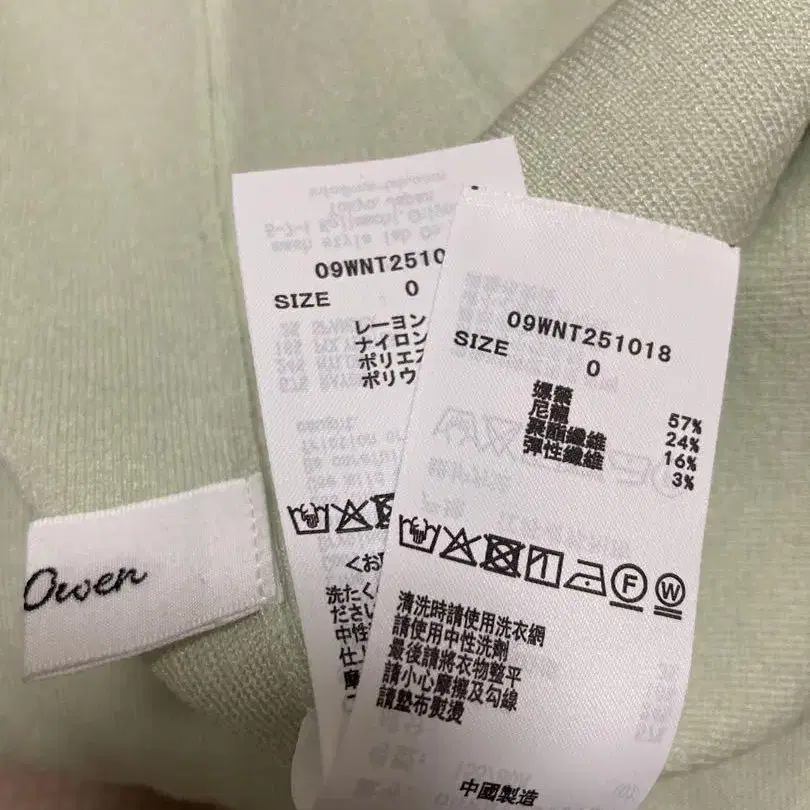 Owen
09WNT2510
SIZE 0
レーヨン
ナイロン
ポリエス
ポリウ
<お
洗たく
ださい
中性
仕上
摩
09WNT251018
SIZE 0
嫘縈 57%
尼龍 24%
聚酯纖維 16%
彈性纖維 3%
F
W
清洗時請使用洗衣網
請使用中性洗劑
最後請將衣物整平
請小心摩擦及勾線
請墊布熨燙
中國製造